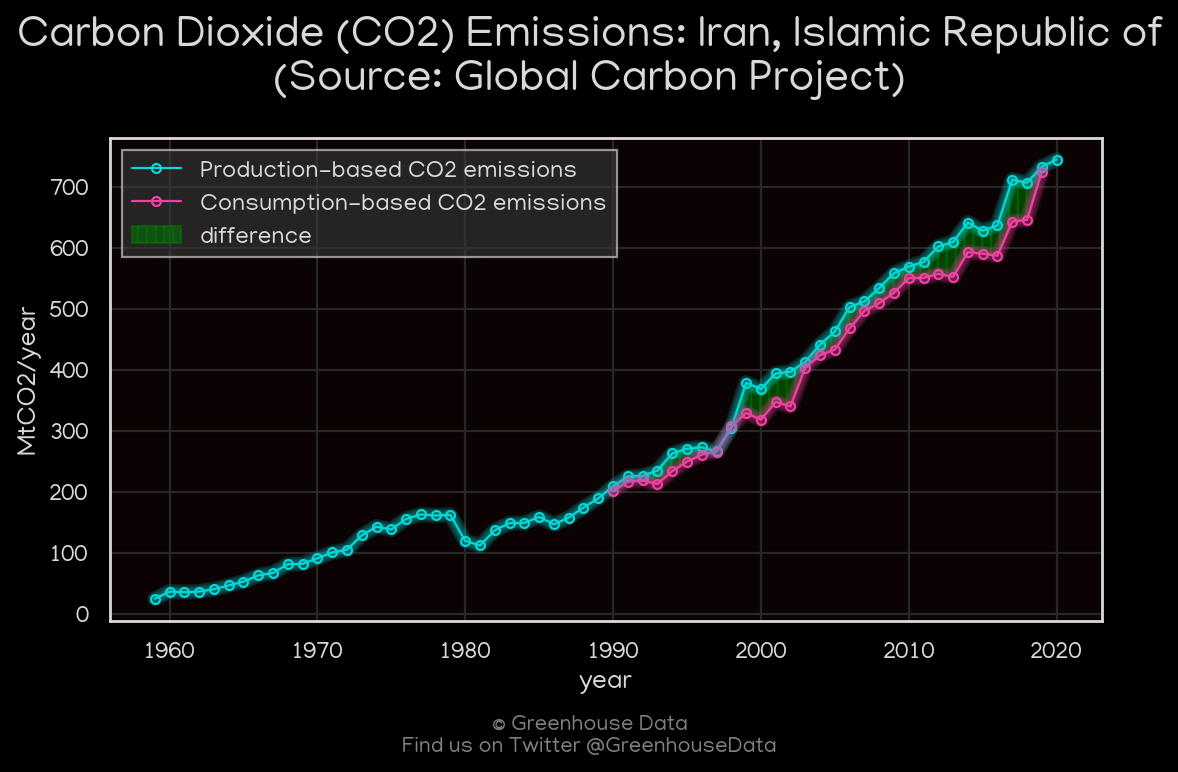 Carbon Dioxide (CO2) Emissions: Iran, Islamic Republic of
(Source: Global Carbon Project)
Production-based CO2 emissions
Consumption-based CO2 emissions
difference
MtCO2/year
700
600
500
400
300
200
100
0
1960 1970 1980 1990 2000 2010 2020
year
© Greenhouse Data
Find us on Twitter @GreenhouseData